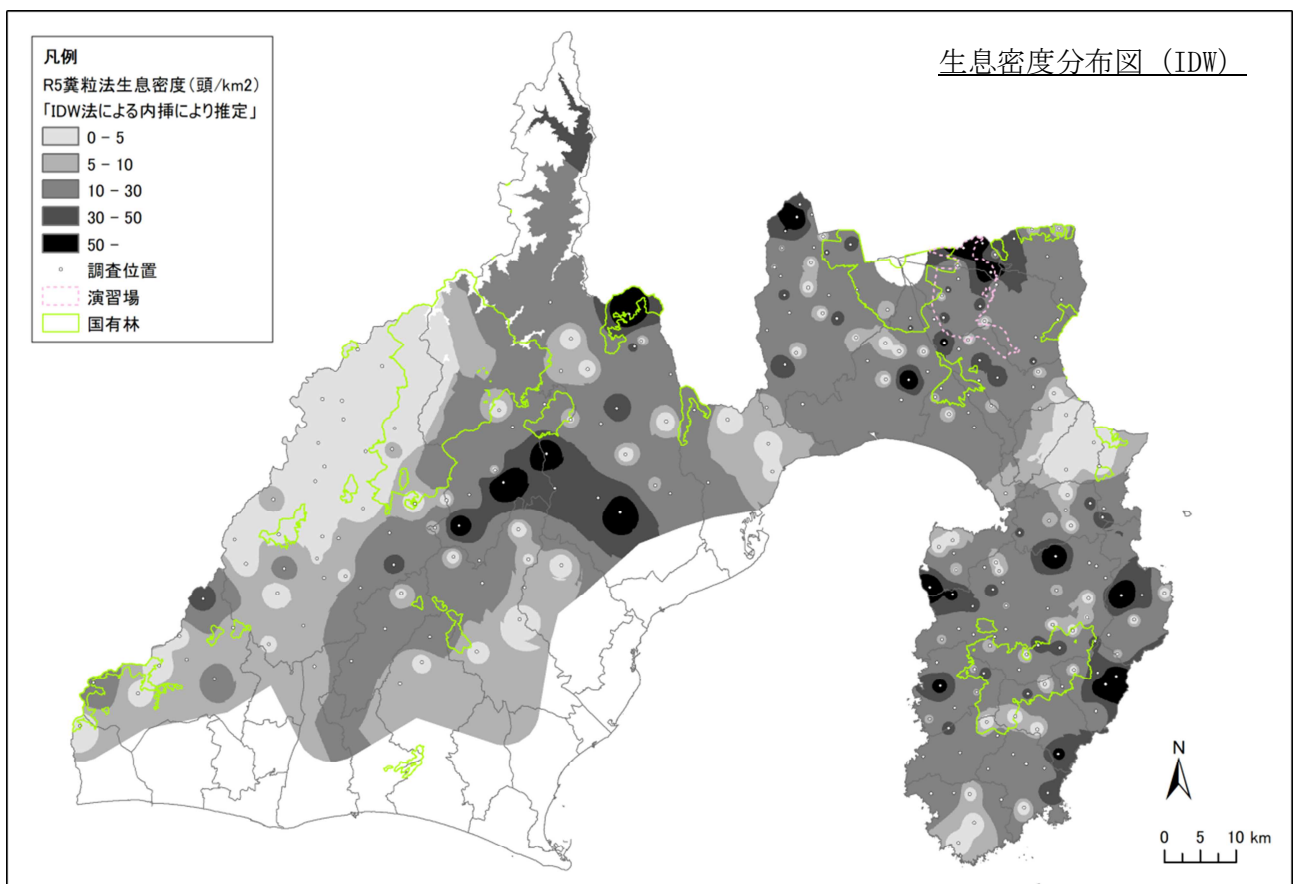 生息密度分布図 (IDW)
凡例
R5糞粒法生息密度(頭/km2)
「IDW法による内挿により推定」
0 - 5
5 - 10
10 - 30
30 - 50
50 -
調査位置
演習場
国有林
N
0 5 10 km